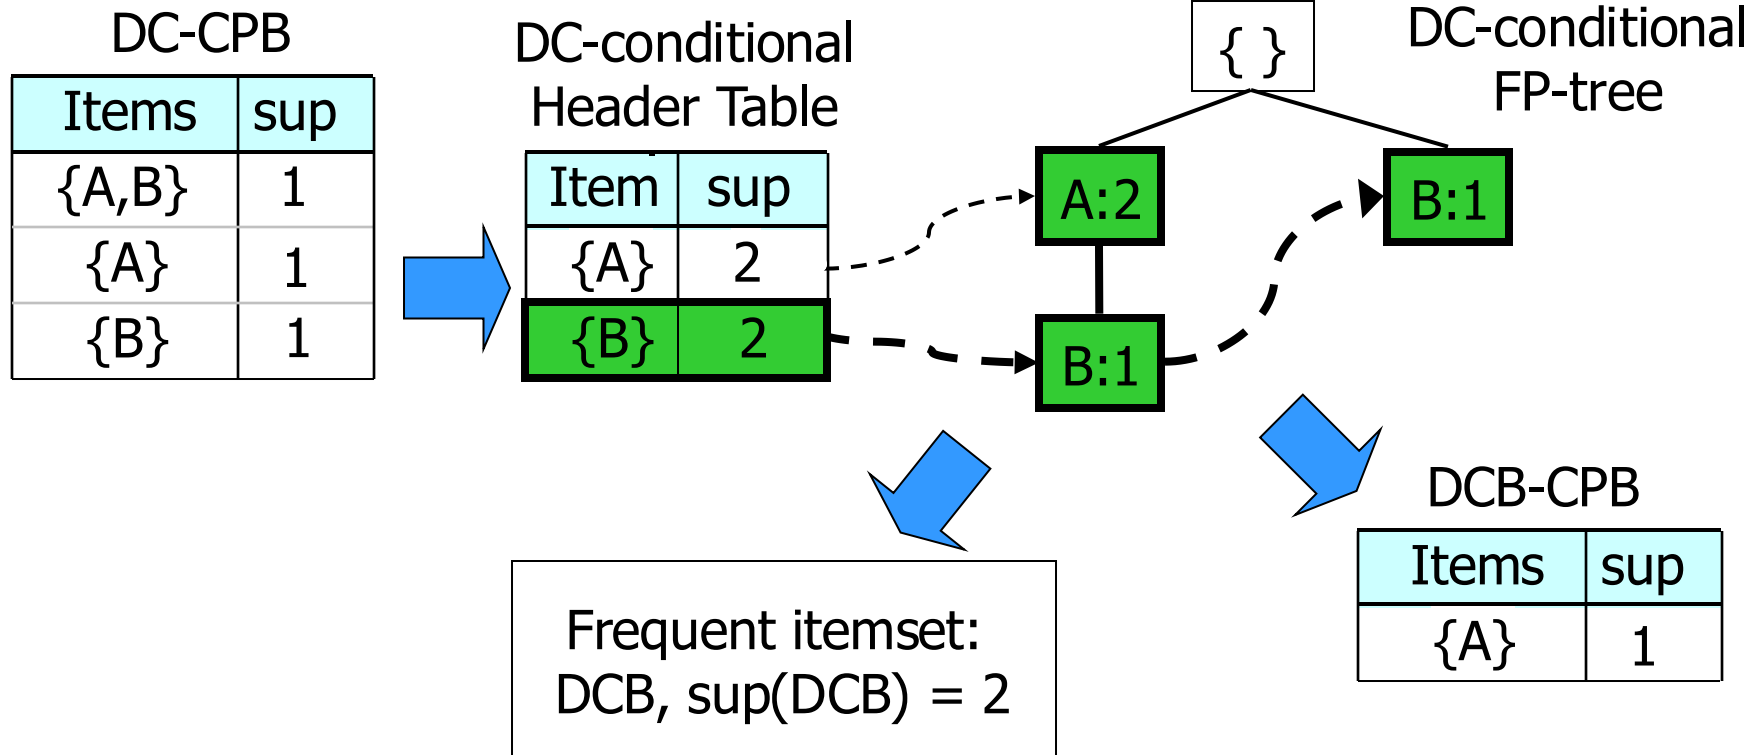 DC-CPB
Items sup
{A,B} 1
{A} 1
{B} 1
DC-conditional
Header Table
Item sup
{A} 2
{B} 2
{ }
A:2
B:1
B:1
DC-conditional
FP-tree
Frequent itemset:
DCB, sup(DCB) = 2
DCB-CPB
Items sup
{A} 1